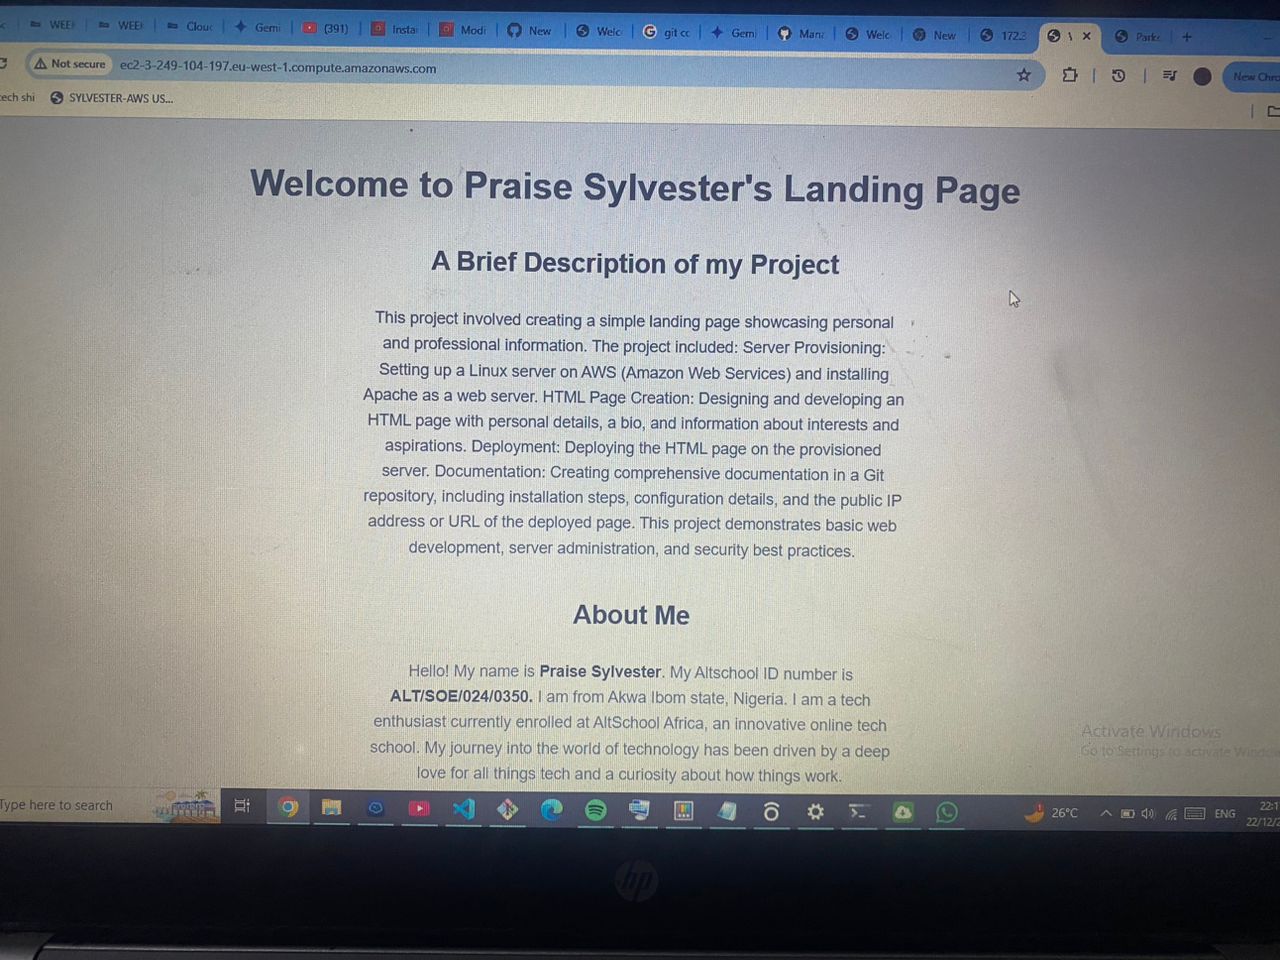 WEE
WEE
Clou
Gemi
(391)
Insta
Modi
New
Welc
git co
Gemi
Mana
Welc
New
172.3
Parks
Not secure
ec2-3-249-104-197.eu-west-1.compute.amazonaws.com
New Chro
ech shi
SYLVESTER-AWS US...
Welcome to Praise Sylvester's Landing Page
A Brief Description of my Project
This project involved creating a simple landing page showcasing personal
and professional information. The project included: Server Provisioning:
Setting up a Linux server on AWS (Amazon Web Services) and installing
Apache as a web server. HTML Page Creation: Designing and developing an
HTML page with personal details, a bio, and information about interests and
aspirations. Deployment: Deploying the HTML page on the provisioned
server. Documentation: Creating comprehensive documentation in a Git
repository, including installation steps, configuration details, and the public IP
address or URL of the deployed page. This project demonstrates basic web
development, server administration, and security best practices.
About Me
Hello! My name is Praise Sylvester. My Altschool ID number is
ALT/SOE/024/0350. I am from Akwa Ibom state, Nigeria. I am a tech
enthusiast currently enrolled at AltSchool Africa, an innovative online tech
school. My journey into the world of technology has been driven by a deep
love for all things tech and a curiosity about how things work.
Activate Windows
Go to Settings to activate Windo
Type here to search
26°C
ENG
22:1
22/12/2
hp